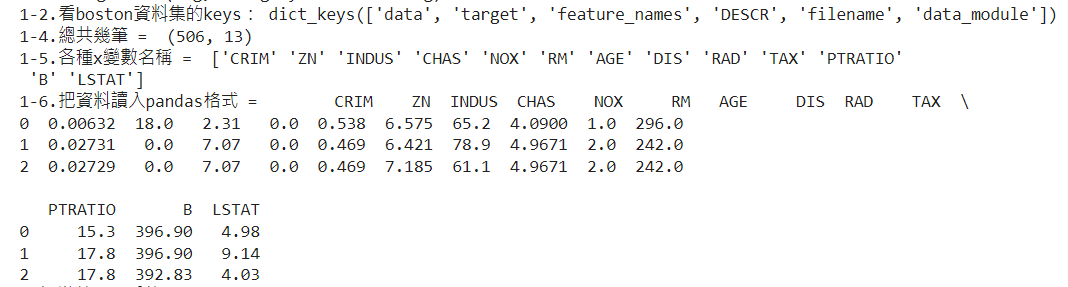 1-2.看boston資料集的keys： dict_keys(['data', 'target', 'feature_names', 'DESCR', 'filename', 'data_module'])
1-4.總共幾筆 =  (506, 13)
1-5.各種x變數名稱 =  ['CRIM' 'ZN' 'INDUS' 'CHAS' 'NOX' 'RM' 'AGE' 'DIS' 'RAD' 'TAX' 'PTRATIO'
 'B' 'LSTAT']
1-6.把資料讀入pandas格式 =       CRIM    ZN  INDUS  CHAS    NOX     RM   AGE     DIS  RAD    TAX  \
0  0.00632  18.0   2.31   0.0  0.538  6.575  65.2  4.0900  1.0  296.0
1  0.02731   0.0   7.07   0.0  0.469  6.421  78.9  4.9671  2.0  242.0
2  0.02729   0.0   7.07   0.0  0.469  7.185  61.1  4.9671  2.0  242.0
   PTRATIO       B  LSTAT
0     15.3  396.90   4.98
1     17.8  396.90   9.14
2     17.8  392.83   4.03